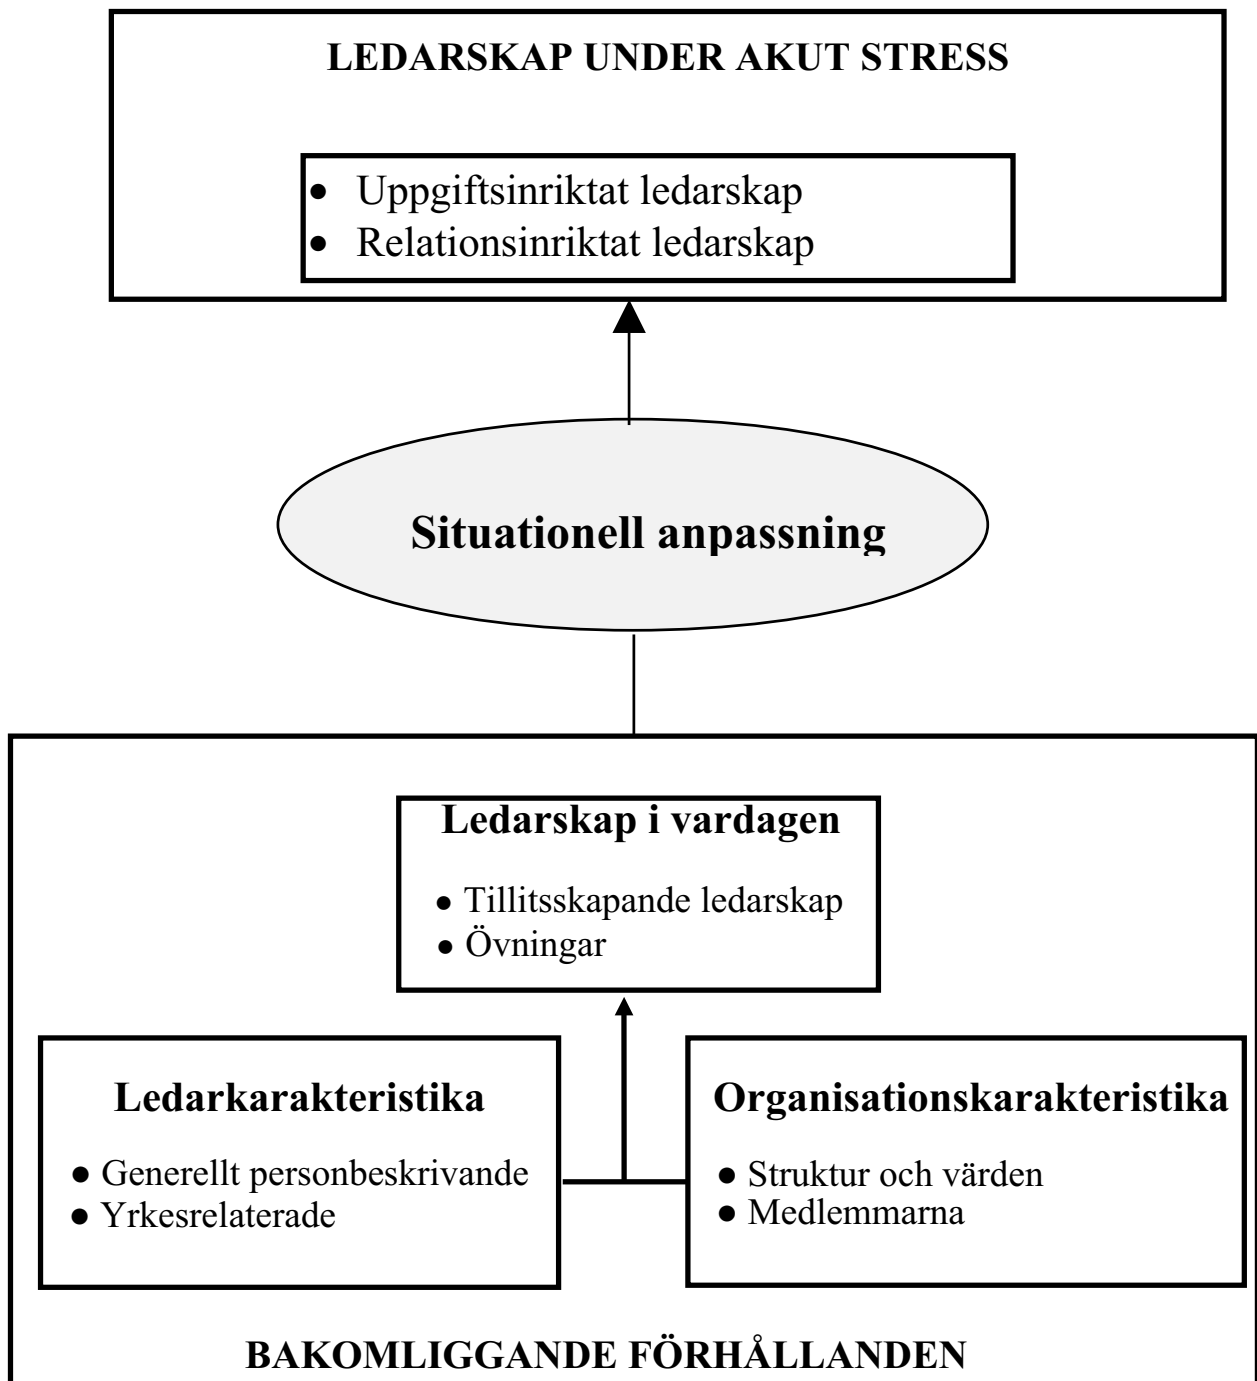 LEDARSKAP UNDER AKUT STRESS
• Uppgiftsinriktat ledarskap
• Relationsinriktat ledarskap
Situationell anpassning
Ledarskap i vardagen
• Tillitsskapande ledarskap
• Övningar
Ledarkarakteristika
• Generellt personbeskrivande
• Yrkesrelaterade
Organisationskarakteristika
• Struktur och värden
• Medlemmarna
BAKOMLIGGANDE FÖRHÅLLANDEN